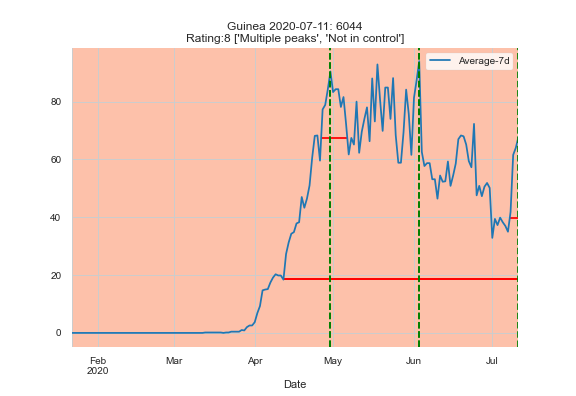 Guinea 2020-07-11: 6044
Rating:8 ['Multiple peaks', 'Not in control']
Average-7d
80
60
40
20
0
Feb
2020
Mar
Apr
May
Jun
Jul
Date